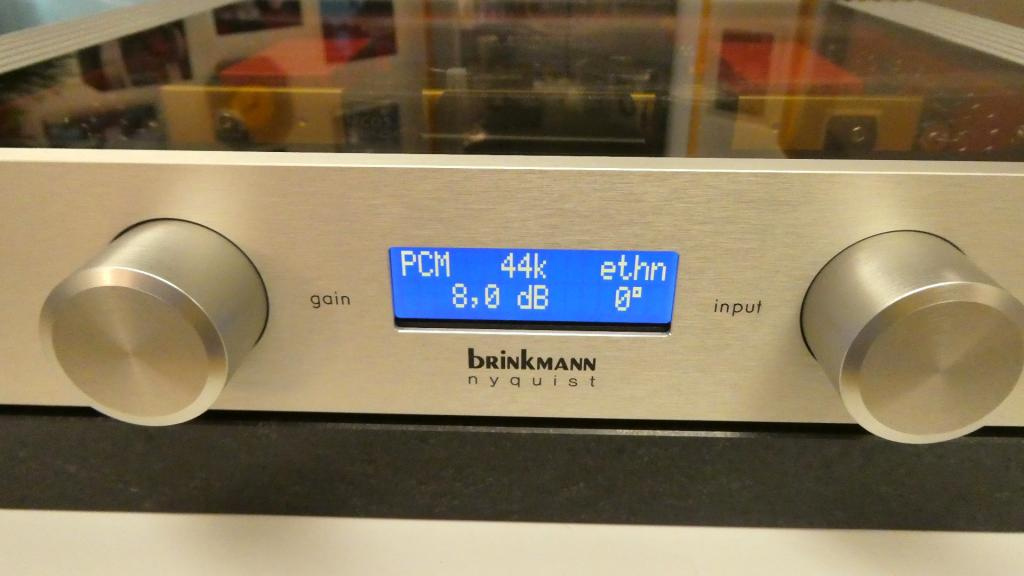 PCM 44k ethn
8,0 dB 0°
gain
input
brinkmann
nyquist